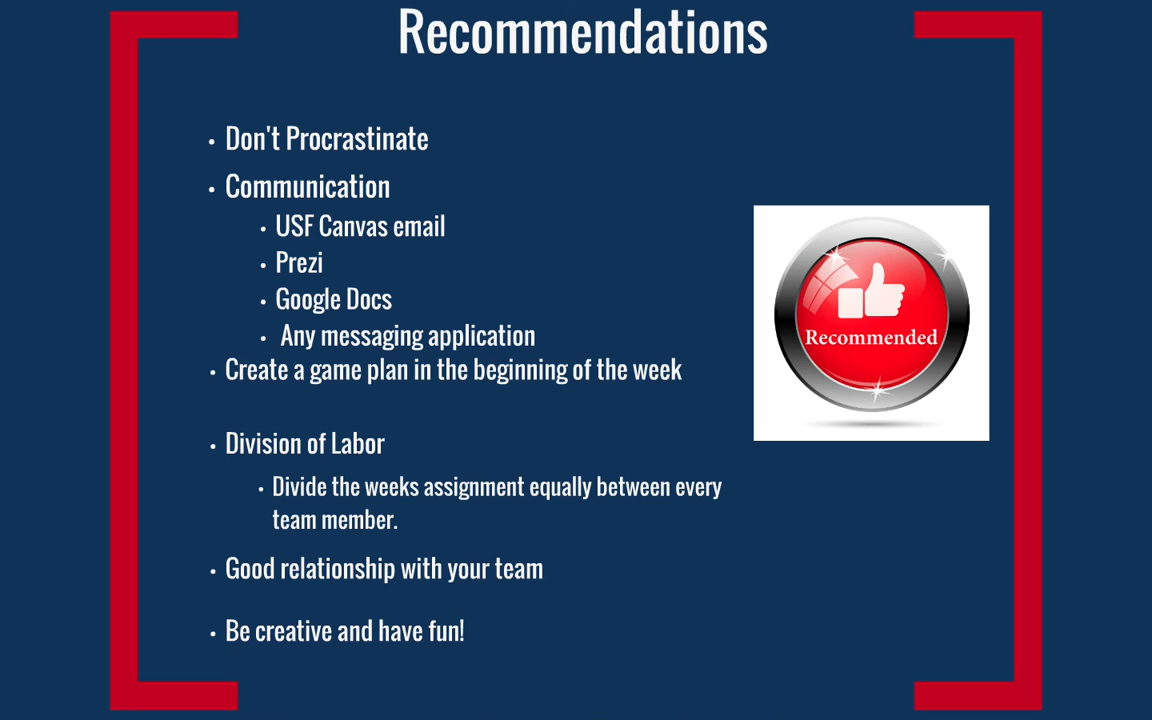 Recommendations
• Don't Procrastinate
• Communication
• USF Canvas email
• Prezi
• Google Docs
• Any messaging application
• Create a game plan in the beginning of the week
• Division of Labor
• Divide the weeks assignment equally between every
team member.
• Good relationship with your team
• Be creative and have fun!
Recommended